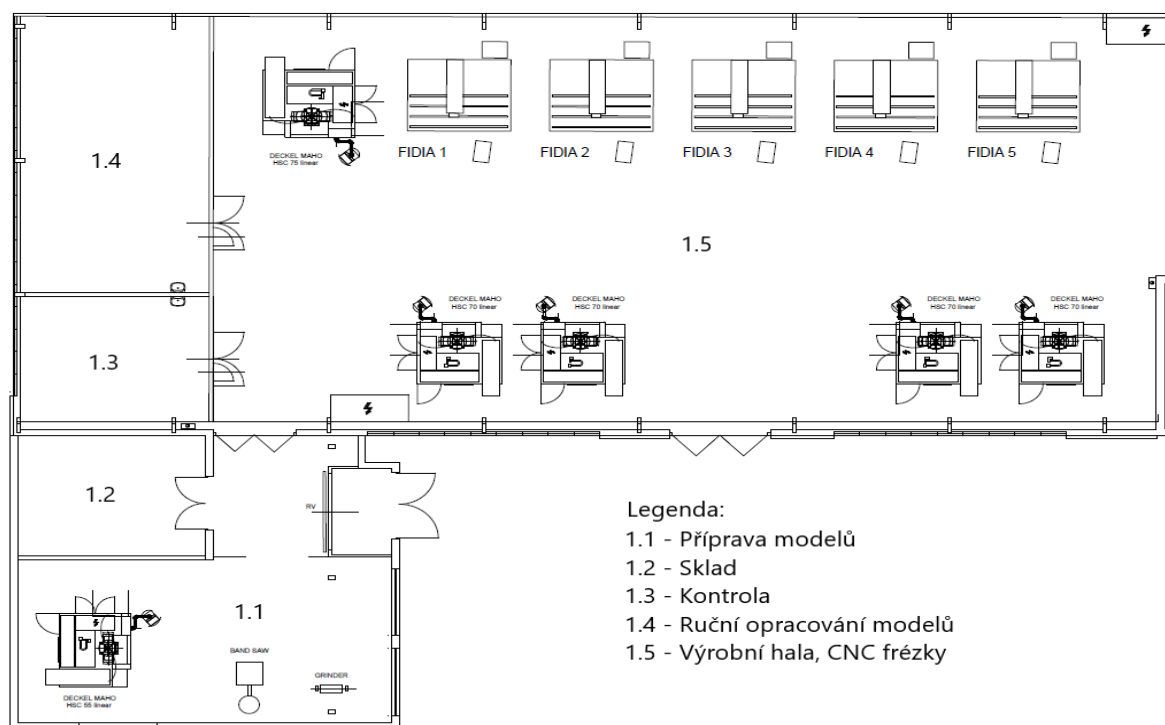 1.4
DECKEL MAHO
HSC 75 linear
FIDIA 1
FIDIA 2
FIDIA 3
FIDIA 4
FIDIA 5
1.5
DECKEL MAHO
HSC 70 linear
DECKEL MAHO
HSC 70 linear
DECKEL MAHO
HSC 70 linear
DECKEL MAHO
HSC 70 linear
1.3
1.2
RV
1.1
BAND SAW
GRINDER
DECKEL MAHO
HSC 55 linear
Legenda:
1.1 - Příprava modelů
1.2 - Sklad
1.3 - Kontrola
1.4 - Ruční opracování modelů
1.5 - Výrobní hala, CNC frézky